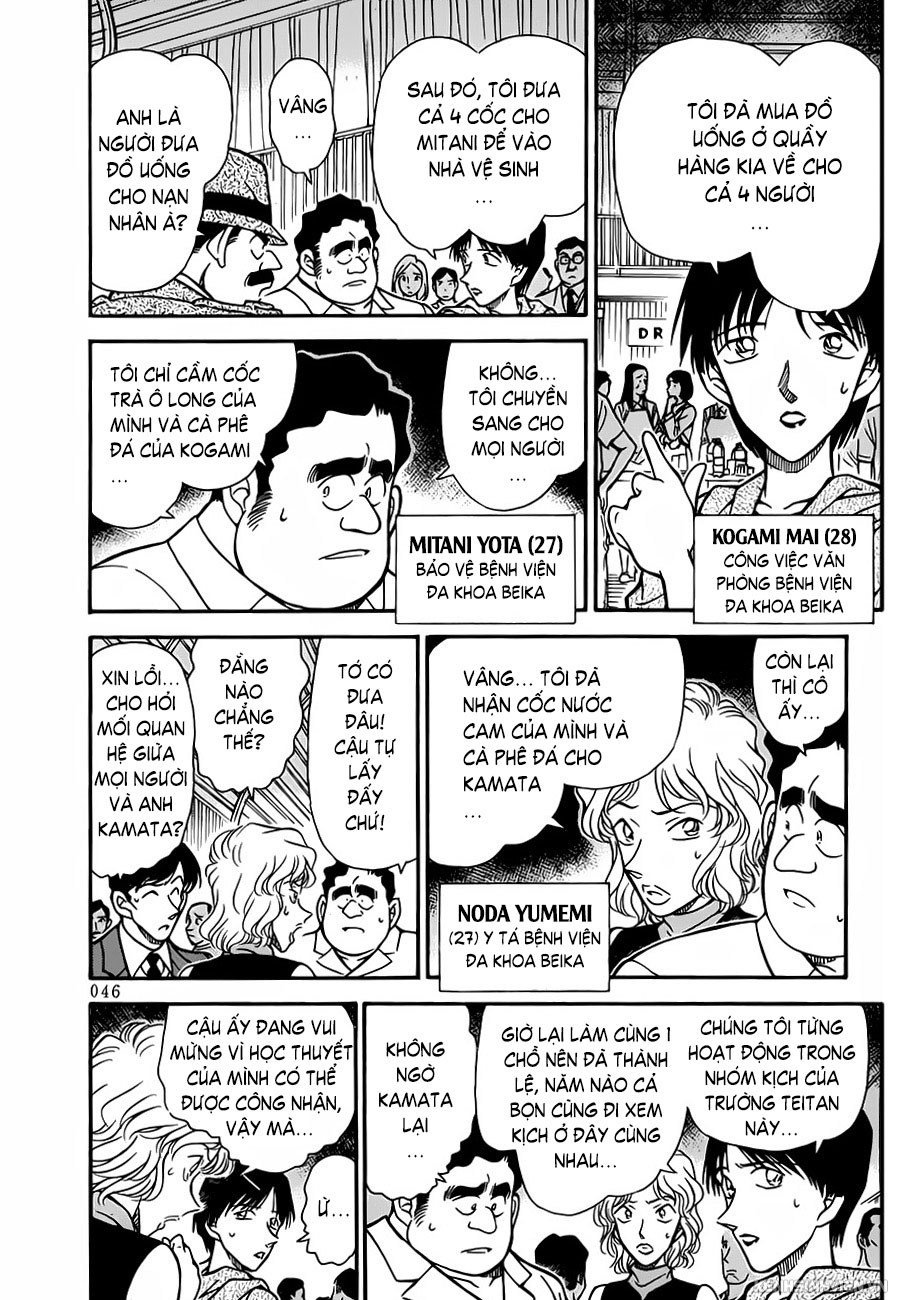 TÔI ĐÃ MUA ĐỒ
UỐNG Ở QUẦY
HÀNG KIA VỀ CHO
CẢ 4 NGƯỜI
...
DR
KOGAMI MAI (28)
CÔNG VIỆC VĂN
PHÒNG BỆNH VIỆN
ĐA KHOA BEIKA
SAU ĐÓ, TÔI ĐƯA
CẢ 4 CỐC CHO
MITANI ĐỂ VÀO
NHÀ VỆ SINH
...
VÂNG
...
ANH LÀ
NGƯỜI ĐƯA
ĐỒ UỐNG
CHO NẠN
NHÂN À?
KHÔNG...
TÔI CHUYỀN
SANG CHO
MỌI NGƯỜI
...
TÔI CHỈ CẦM CỐC
TRÀ Ô LONG CỦA
MÌNH VÀ CÀ PHÊ
ĐÁ CỦA KOGAMI
...
MITANI YOTA (27)
BẢO VỆ BỆNH VIỆN
ĐA KHOA BEIKA
CÒN LẠI
THÌ CÔ
ẤY...
VÂNG... TÔI ĐÃ
NHẬN CỐC NƯỚC
CAM CỦA MÌNH VÀ
CÀ PHÊ ĐÁ CHO
KAMATA
...
NODA YUMEMI
(27) Y TÁ BỆNH VIỆN
ĐA KHOA BEIKA
TỚ CÓ
ĐƯA
ĐÂU!
CẬU TỰ
LẤY
ĐẤY
CHỨ!
ĐẰNG
NÀO
CHẲNG
THẾ?
XIN LỖI...
CHO HỎI
MỐI QUAN
HỆ GIỮA
MỌI NGƯỜI
VÀ ANH
KAMATA?
046
CHÚNG TÔI TỪNG
HOẠT ĐỘNG TRONG
NHÓM KỊCH CỦA
TRƯỜNG TEITAN
NÀY...
GIỜ LẠI LÀM CÙNG 1
CHỖ NÊN ĐÃ THÀNH
LỆ, NĂM NÀO CẢ
BỌN CŨNG ĐI XEM
KỊCH Ở ĐÂY CÙNG
NHAU...
KHÔNG
NGỜ
KAMATA
LẠI
...
CẬU ẤY ĐANG VUI
MỪNG VÌ HỌC THUYẾT
CỦA MÌNH CÓ THỂ
ĐƯỢC CÔNG NHẬN,
VẬY MÀ...
Ừ...